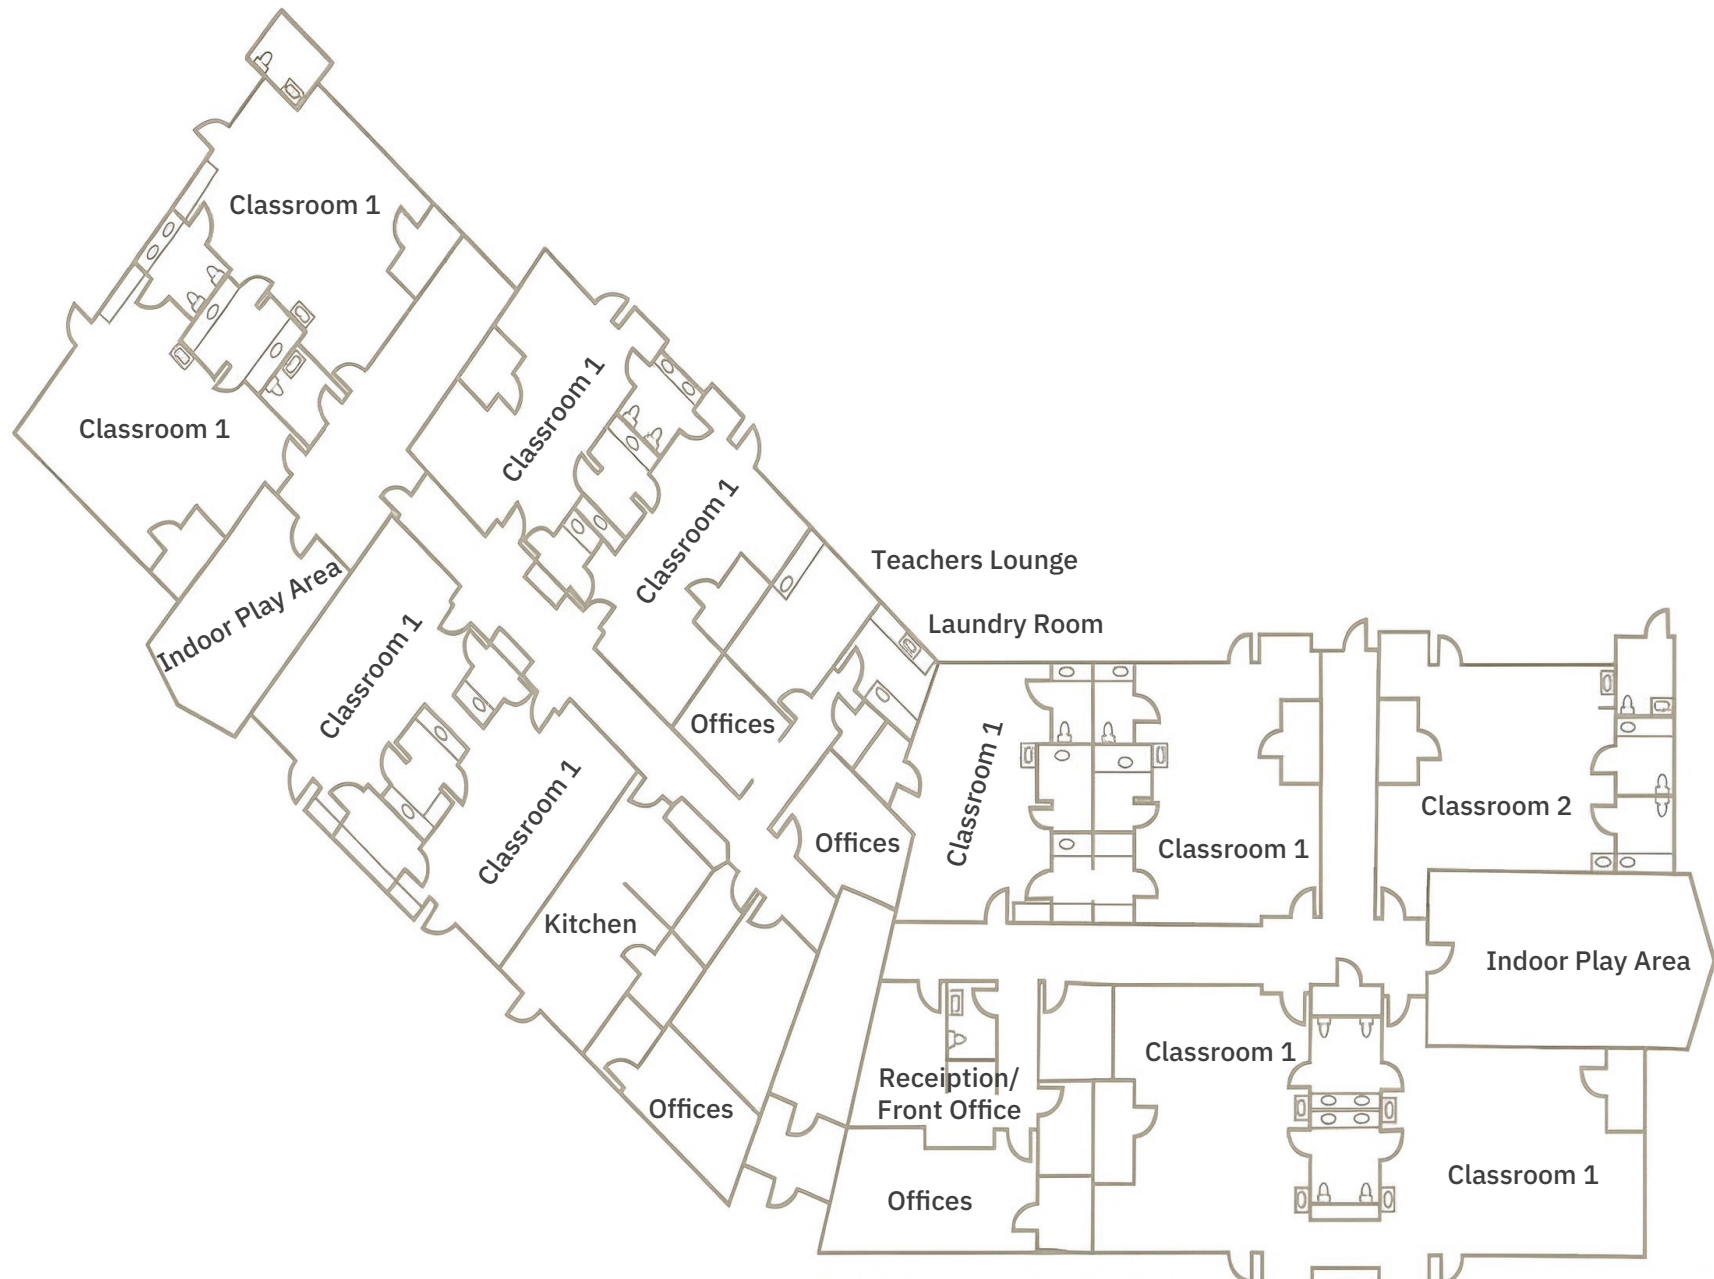 Classroom 1
Classroom 1
Classroom 1
Classroom 1
Indoor Play Area
Classroom 1
Classroom 1
Teachers Lounge
Laundry Room
Offices
Offices
Kitchen
Offices
Classroom 1
Classroom 1
Classroom 2
Indoor Play Area
Receiption/
Front Office
Classroom 1
Offices
Classroom 1